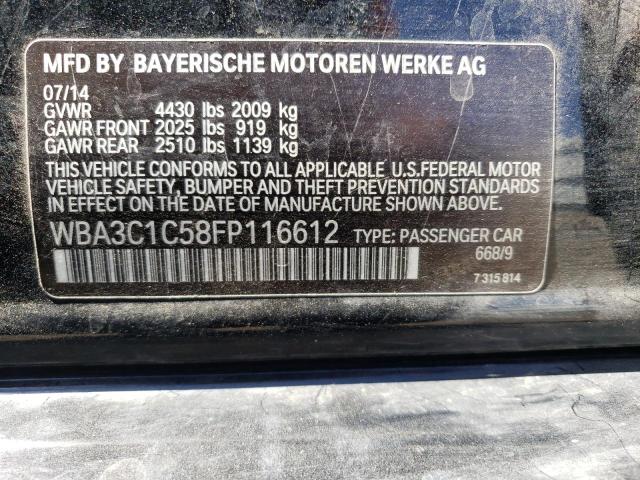 MFD BY BAYERISCHE MOTOREN WERKE AG
07/14
GVWR 4430 lbs 2009 kg
GAWR FRONT 2025 lbs 919 kg
GAWR REAR 2510 lbs 1139 kg
THIS VEHICLE CONFORMS TO ALL APPLICABLE U.S.FEDERAL MOTOR
VEHICLE SAFETY, BUMPER AND THEFT PREVENTION STANDARDS
IN EFFECT ON THE DATE OF MANUFACTURE SHOWN ABOVE.
WBA3C1C58FP116612 TYPE: PASSENGER CAR
668/9
7 315 814